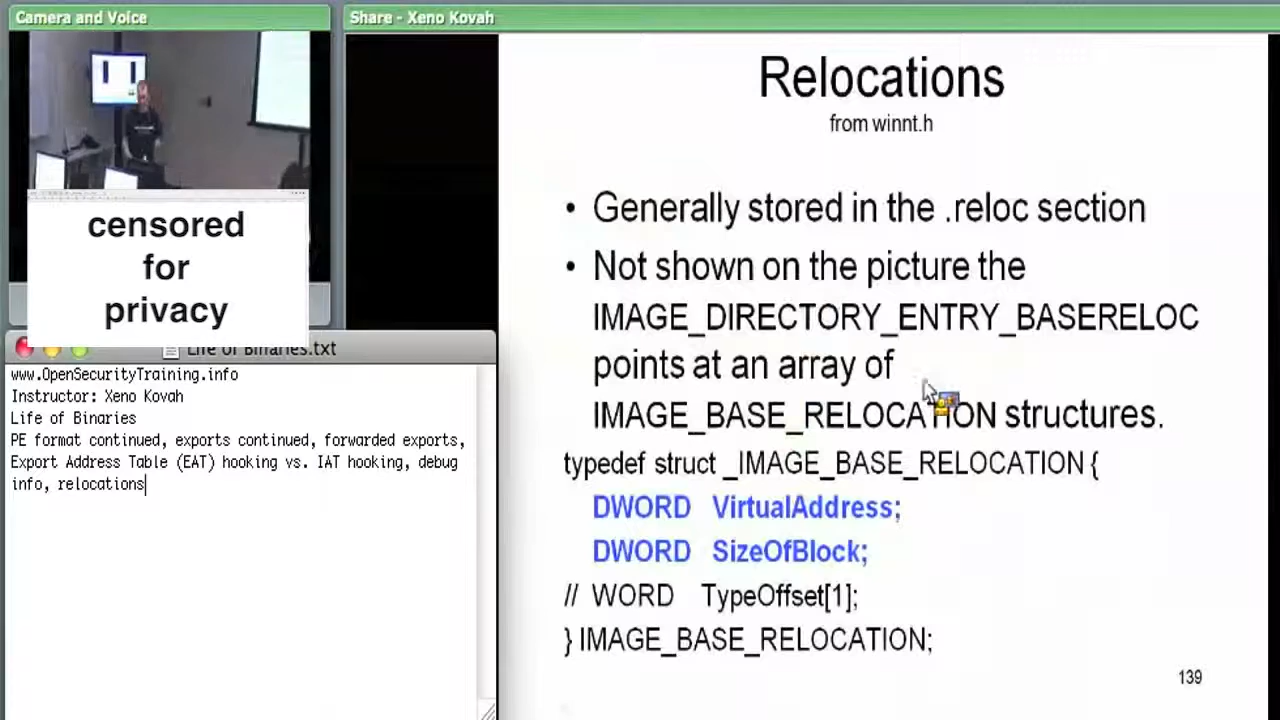 Camera and Voice
Share - Xeno Kovah
censored
for
privacy
Life of Binaries.txt
www.OpenSecurityTraining.info
Instructor: Xeno Kovah
Life of Binaries
PE format continued, exports continued, forwarded exports,
Export Address Table (EAT) hooking vs. IAT hooking, debug
info, relocations
Relocations
from winnt.h
• Generally stored in the .reloc section
• Not shown on the picture the
IMAGE_DIRECTORY_ENTRY_BASERELOC
points at an array of
IMAGE_BASE_RELOCATION structures.
typedef struct _IMAGE_BASE_RELOCATION {
DWORD VirtualAddress;
DWORD SizeOfBlock;
// WORD TypeOffset[1];
} IMAGE_BASE_RELOCATION;
139